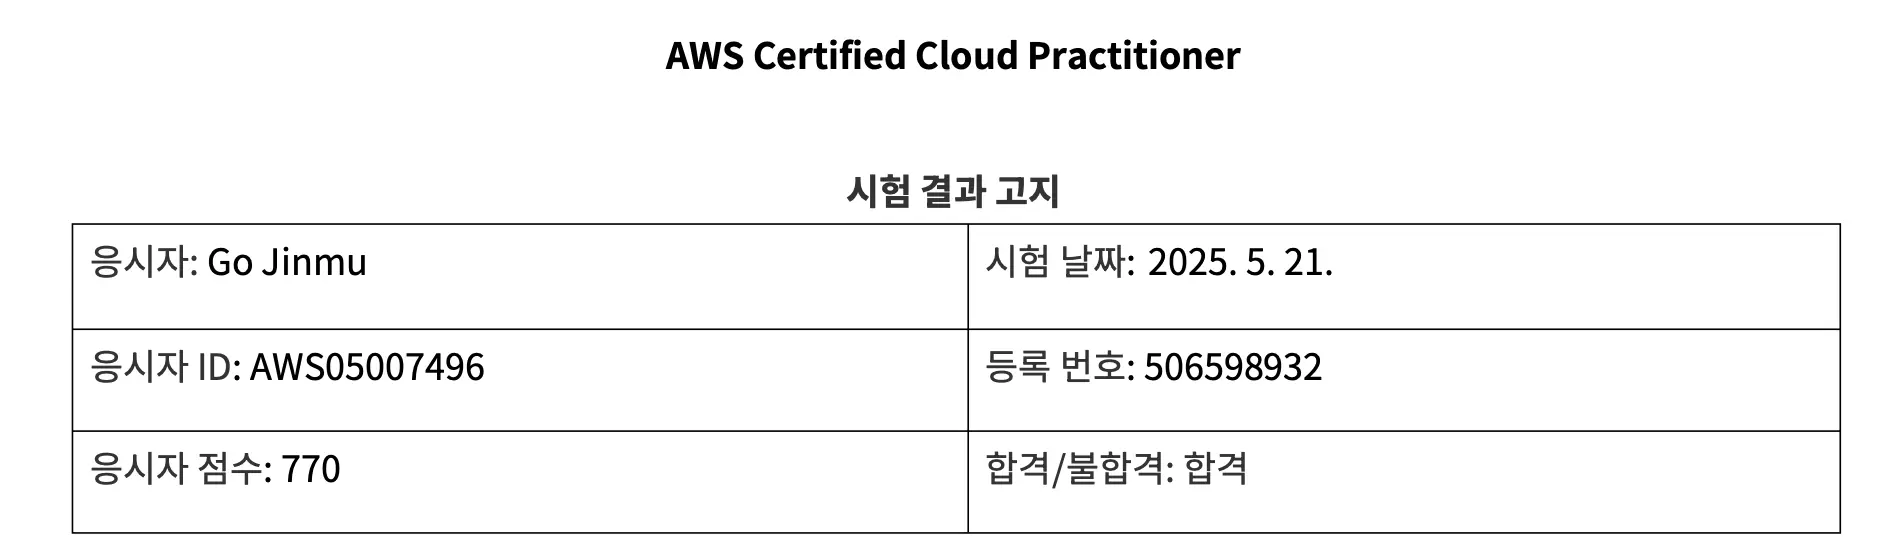 AWS Certified Cloud Practitioner
시험 결과 고지
응시자: Go Jinmu
시험 날짜: 2025. 5. 21.
응시자 ID: AWS05007496
등록 번호: 506598932
응시자 점수: 770
합격/불합격: 합격